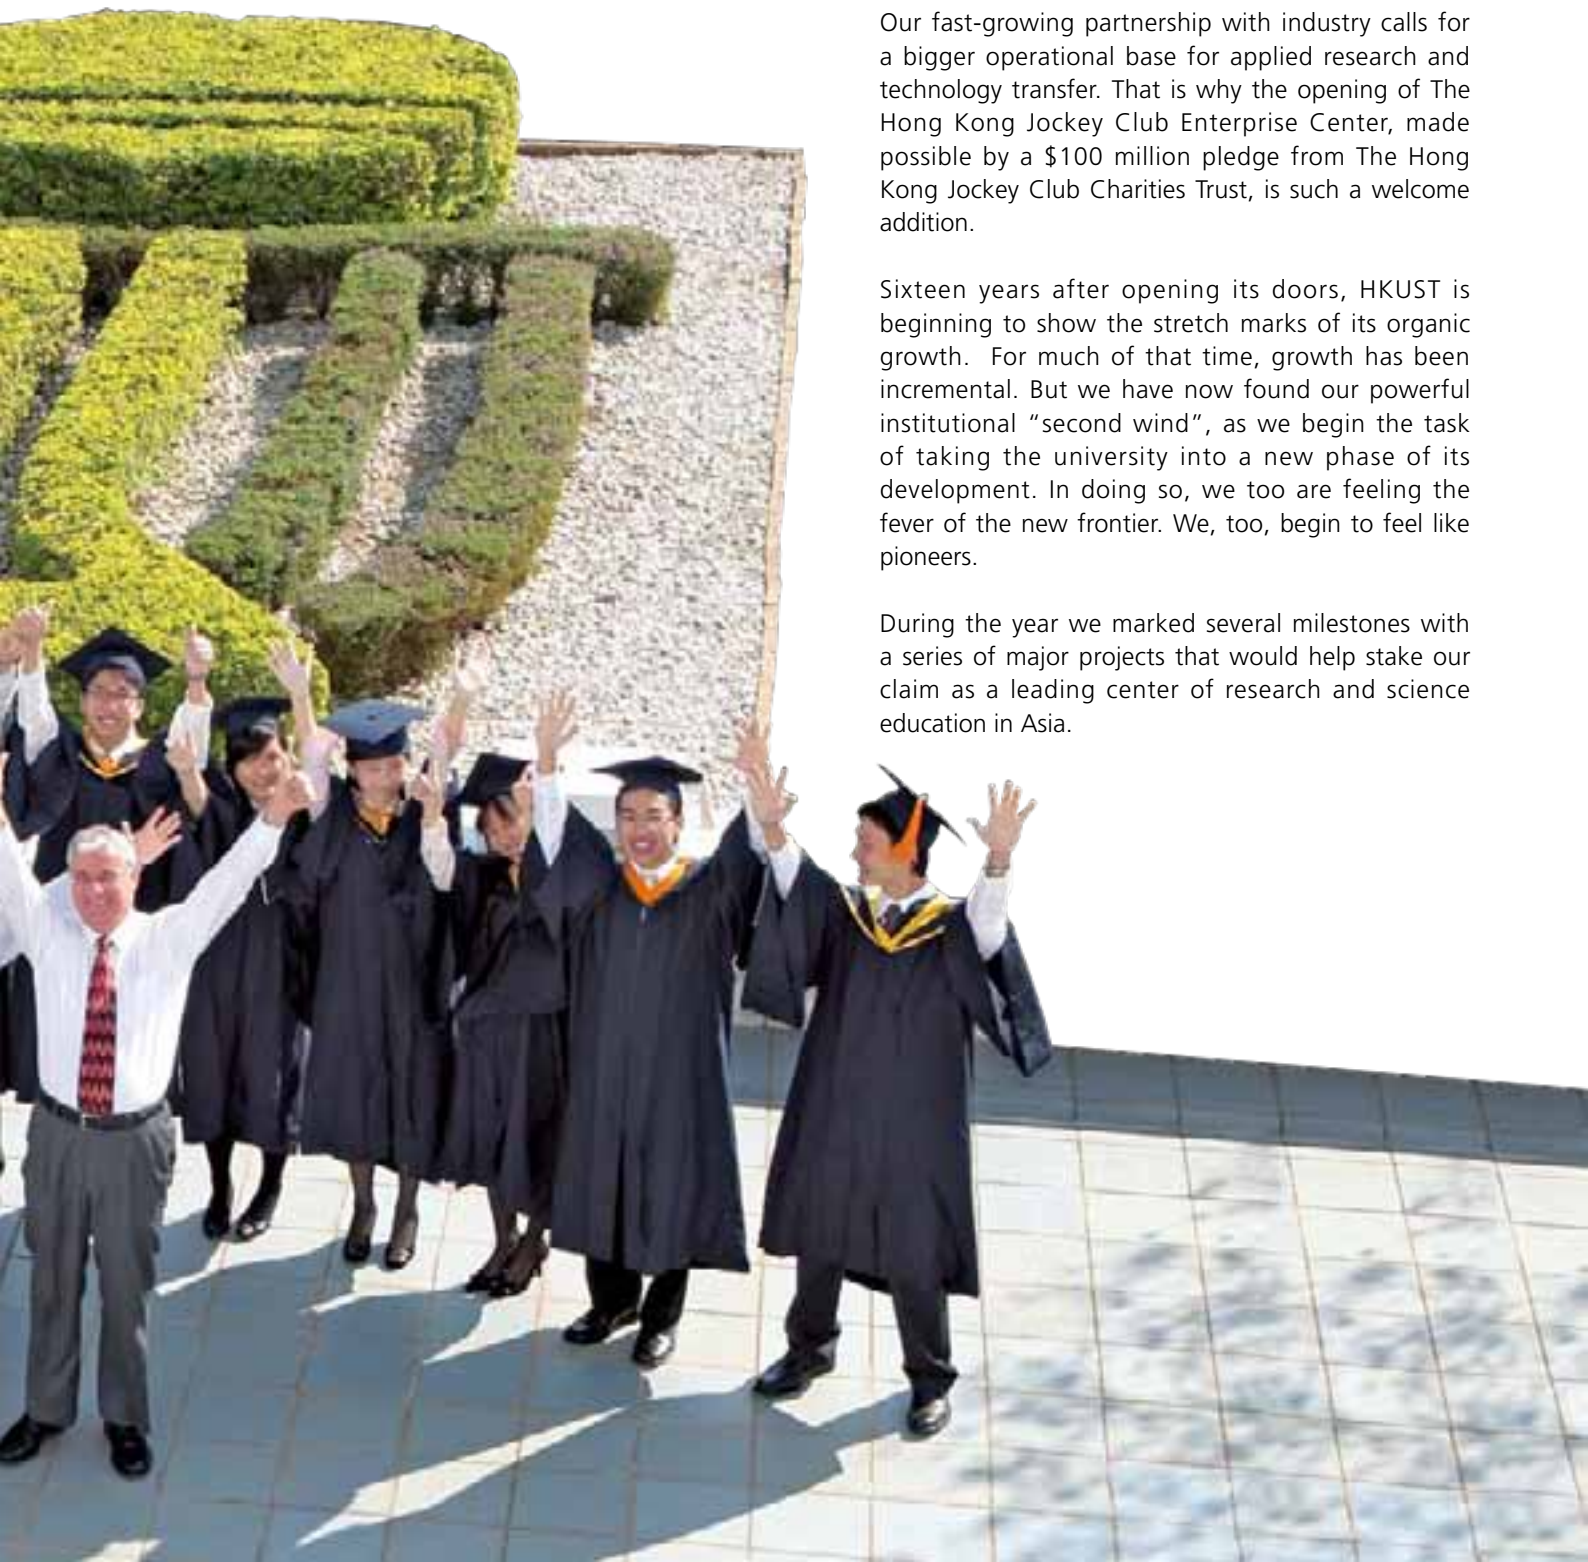 Our fast-growing partnership with industry calls for
a bigger operational base for applied research and
technology transfer. That is why the opening of The
Hong Kong Jockey Club Enterprise Center, made
possible by a $100 million pledge from The Hong
Kong Jockey Club Charities Trust, is such a welcome
addition.
Sixteen years after opening its doors, HKUST is
beginning to show the stretch marks of its organic
growth.  For much of that time, growth has been
incremental. But we have now found our powerful
institutional “second wind”, as we begin the task
of taking the university into a new phase of its
development. In doing so, we too are feeling the
fever of the new frontier. We, too, begin to feel like
pioneers.
During the year we marked several milestones with
a series of major projects that would help stake our
claim as a leading center of research and science
education in Asia.